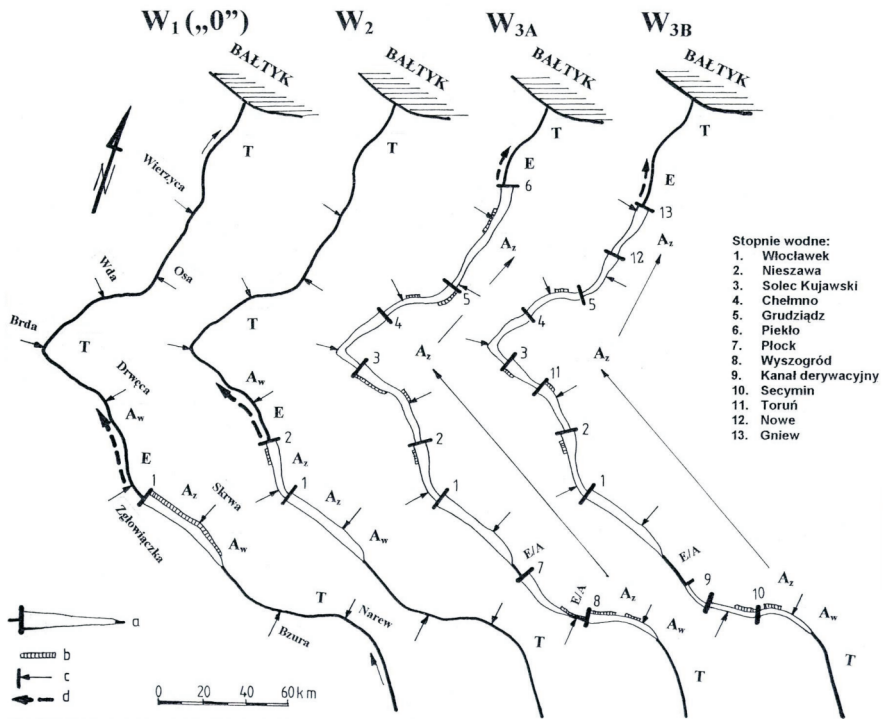 W1 („0") W2 W3A W3B
BAŁTYK BAŁTYK BAŁTYK BAŁTYK
T T T T
Wierzyca
E E
6 13
Az Az
12
Wda Osa
5 5
4 4
Brda
T T Az Az
3 3
Drwęca
Aw Aw
11
E E
2 2 2
Az
1 1 1 1
Az Skrwa
Aw Aw
Zgłowiączka
E/A E/A
7 9
E/A
8 Az 10 Az
Aw Aw
T T T
Narew
Bzura
T
Stopnie wodne:
1. Włocławek
2. Nieszawa
3. Solec Kujawski
4. Chełmno
5. Grudziądz
6. Piekło
7. Płock
8. Wyszogród
9. Kanał derywacyjny
10. Secymin
11. Toruń
12. Nowe
13. Gniew
a
b
c
d
0 20 40 60 km